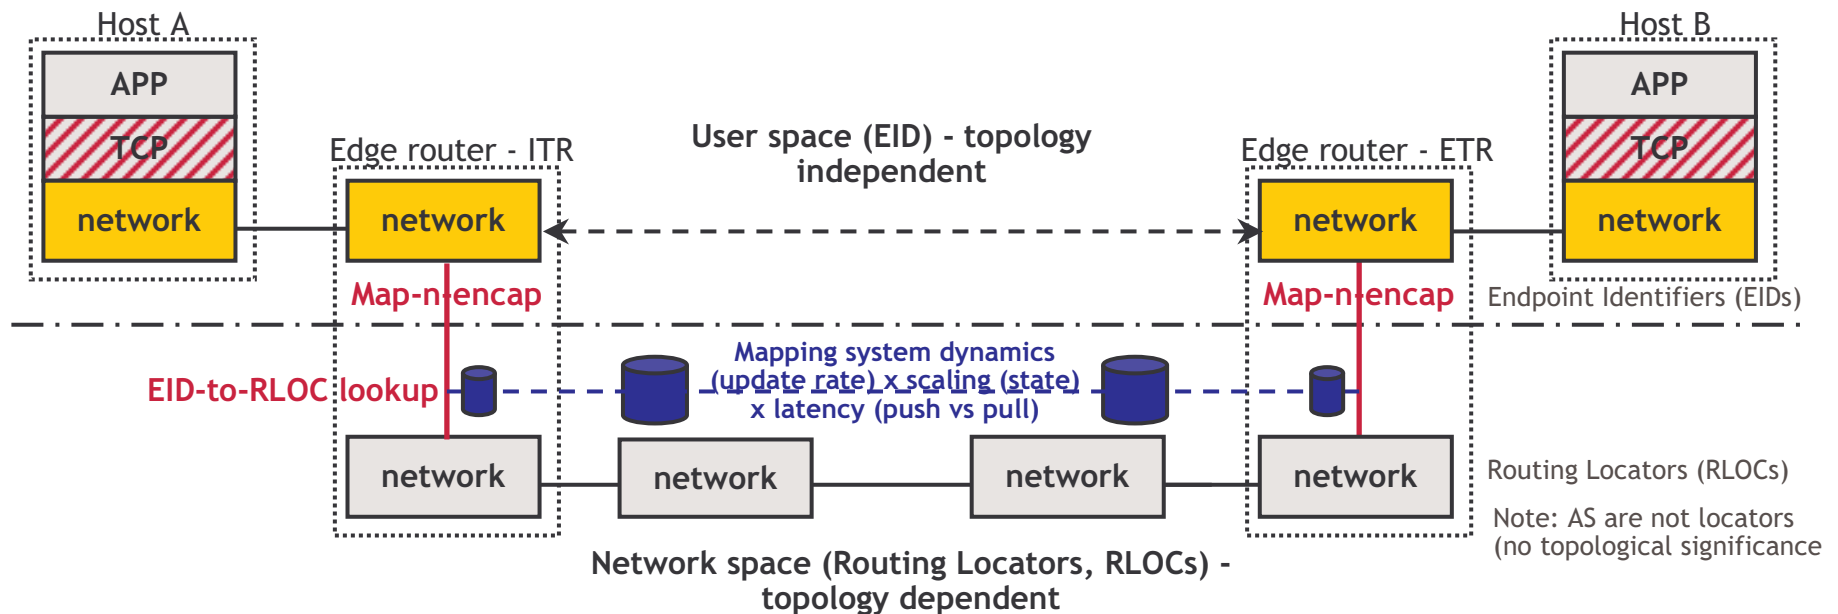 Host A
Host B
APP
APP
TCP
TCP
Edge router - ITR
User space (EID) - topology
independent
Edge router - ETR
network
network
network
network
Map-n-encap
Map-n-encap
Endpoint Identifiers (EIDs)
Mapping system dynamics
(update rate) x scaling (state)
x latency (push vs pull)
EID-to-RLOC lookup
network
network
network
network
Routing Locators (RLOCs)
Note: AS are not locators
(no topological significance
Network space (Routing Locators, RLOCs) -
topology dependent